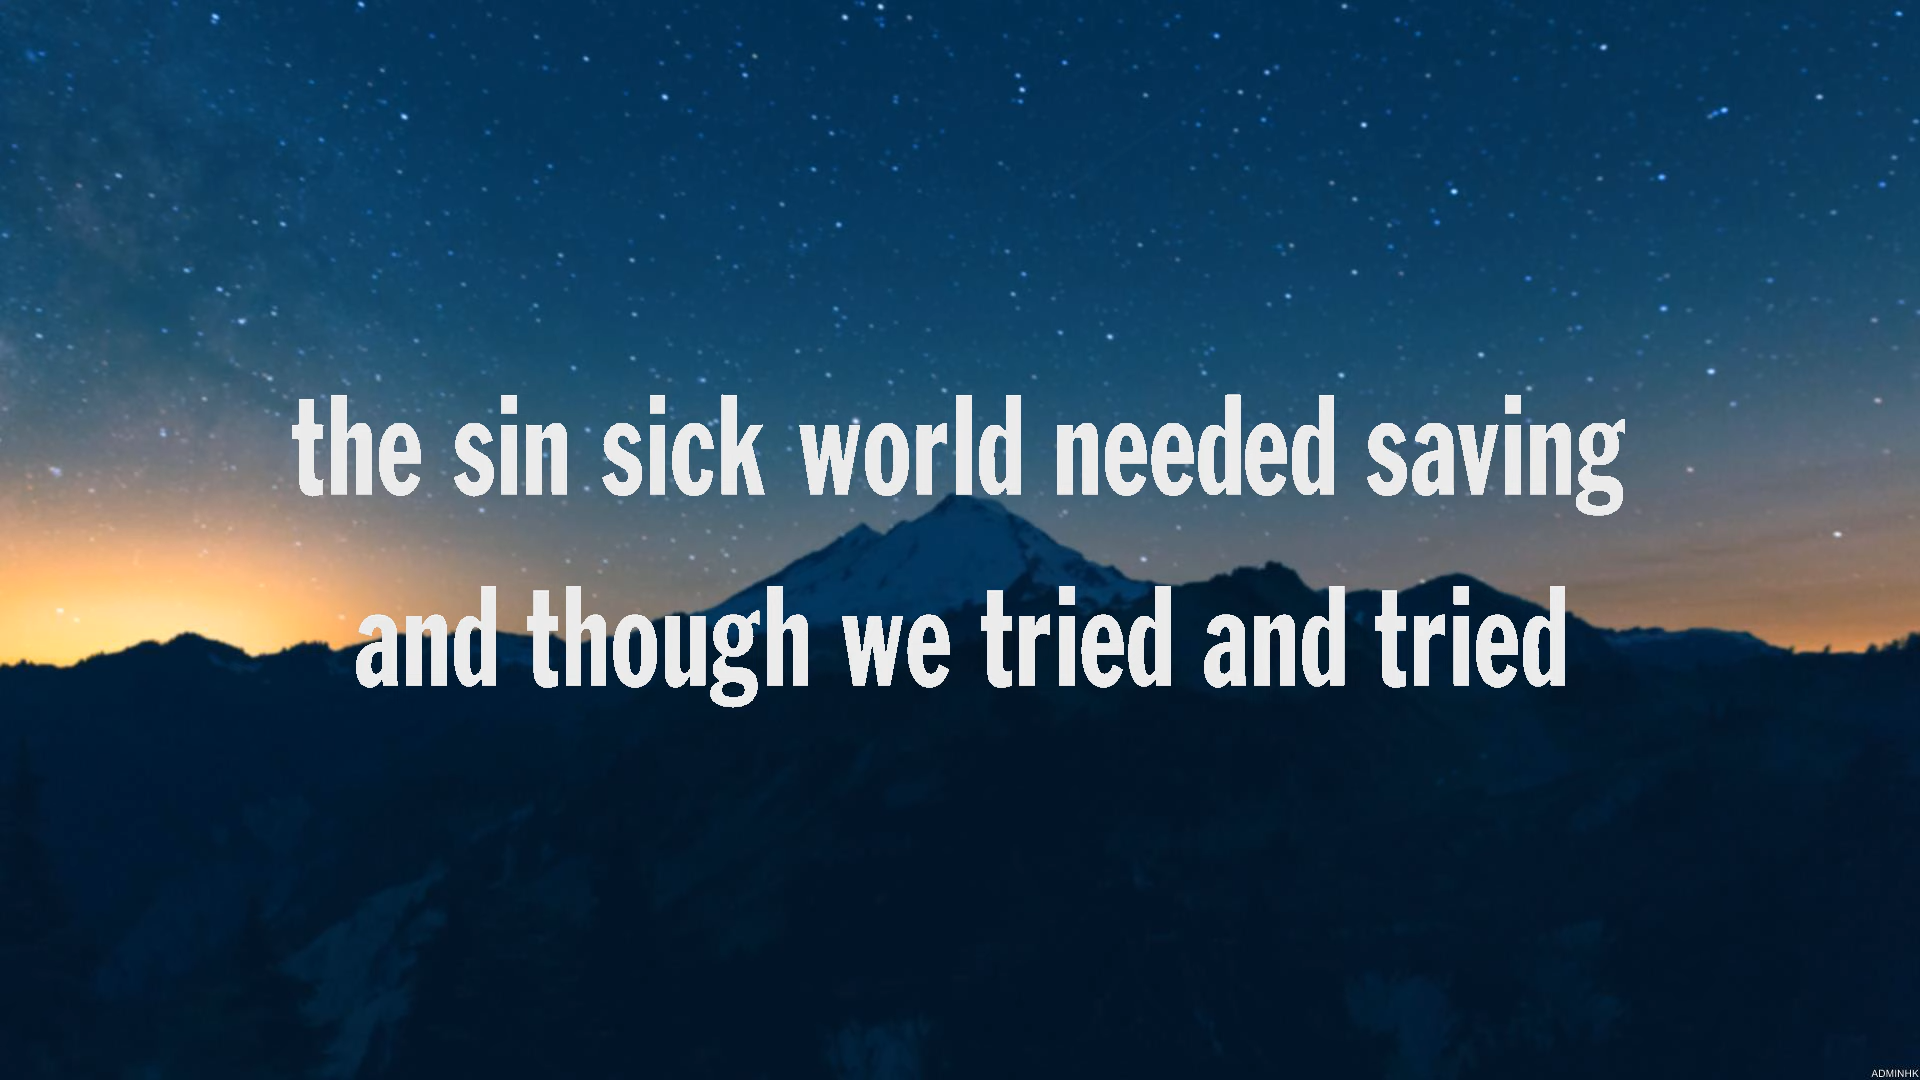 the sin sick world needed saving
and though we tried and tried
ADMINHK